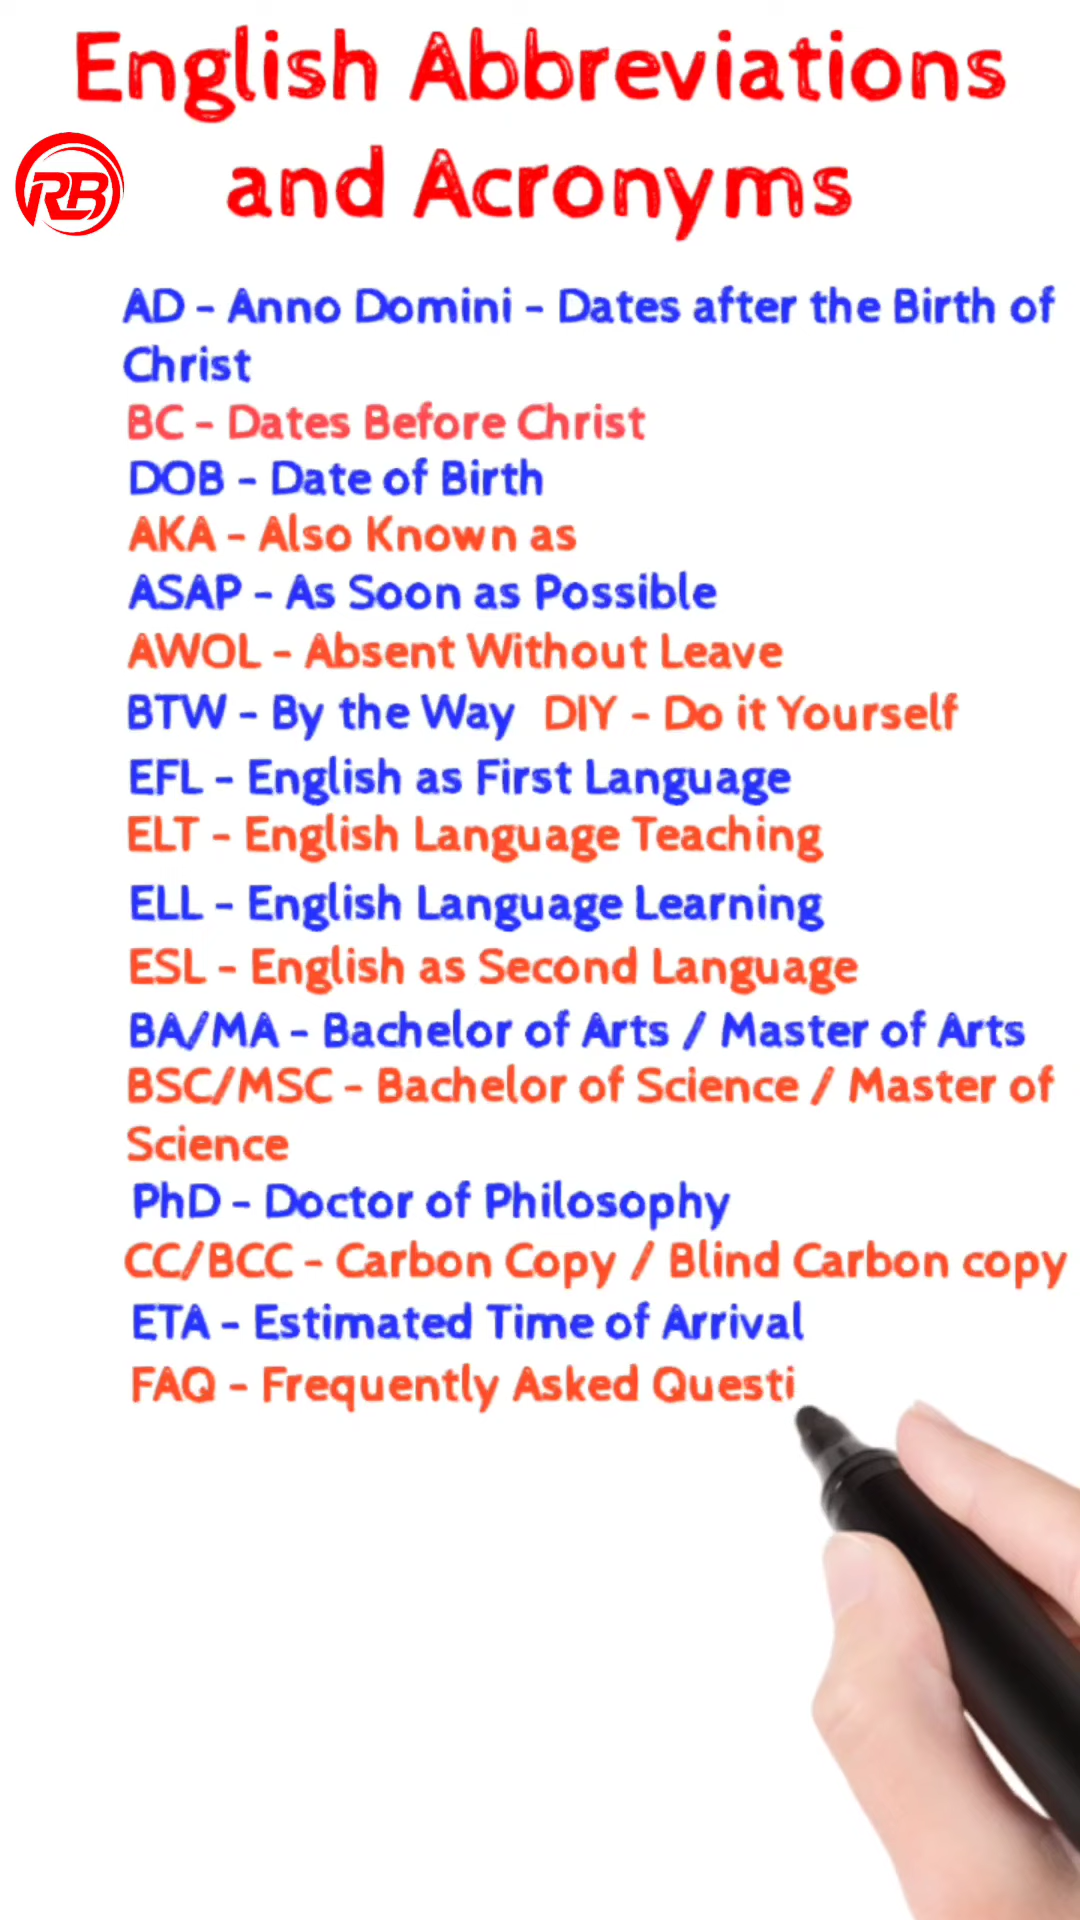 English Abbreviations
and Acronyms
RB
AD - Anno Domini - Dates after the Birth of
Christ
BC - Dates Before Christ
DOB - Date of Birth
AKA - Also Known as
ASAP - As Soon as Possible
AWOL - Absent Without Leave
BTW - By the Way DIY - Do it Yourself
EFL - English as First Language
ELT - English Language Teaching
ELL - English Language Learning
ESL - English as Second Language
BA/MA - Bachelor of Arts / Master of Arts
BSC/MSC - Bachelor of Science / Master of
Science
PhD - Doctor of Philosophy
CC/BCC - Carbon Copy / Blind Carbon copy
ETA - Estimated Time of Arrival
FAQ - Frequently Asked Questi